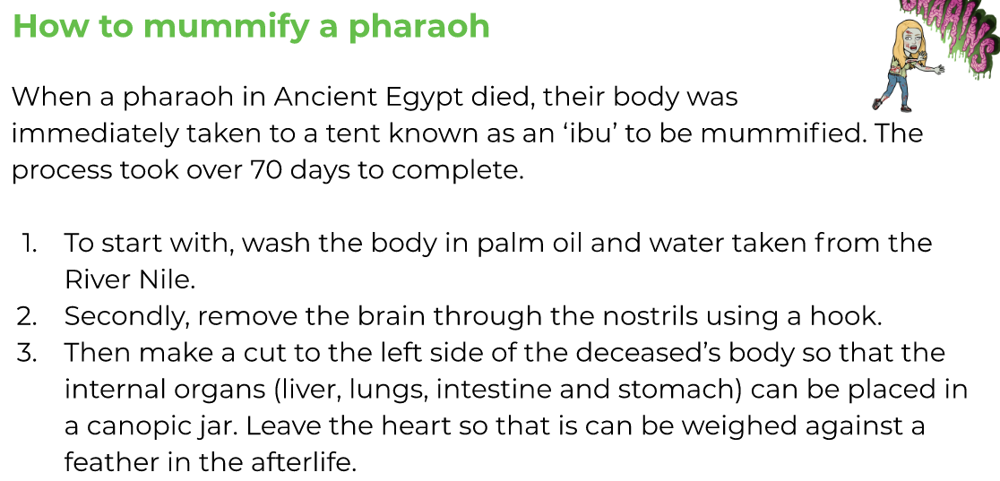 How to mummify a pharaoh
When a pharaoh in Ancient Egypt died, their body was
immediately taken to a tent known as an ‘ibu’ to be mummified. The
process took over 70 days to complete.
1. To start with, wash the body in palm oil and water taken from the
River Nile.
2. Secondly, remove the brain through the nostrils using a hook.
3. Then make a cut to the left side of the deceased’s body so that the
internal organs (liver, lungs, intestine and stomach) can be placed in
a canopic jar. Leave the heart so that is can be weighed against a
feather in the afterlife.